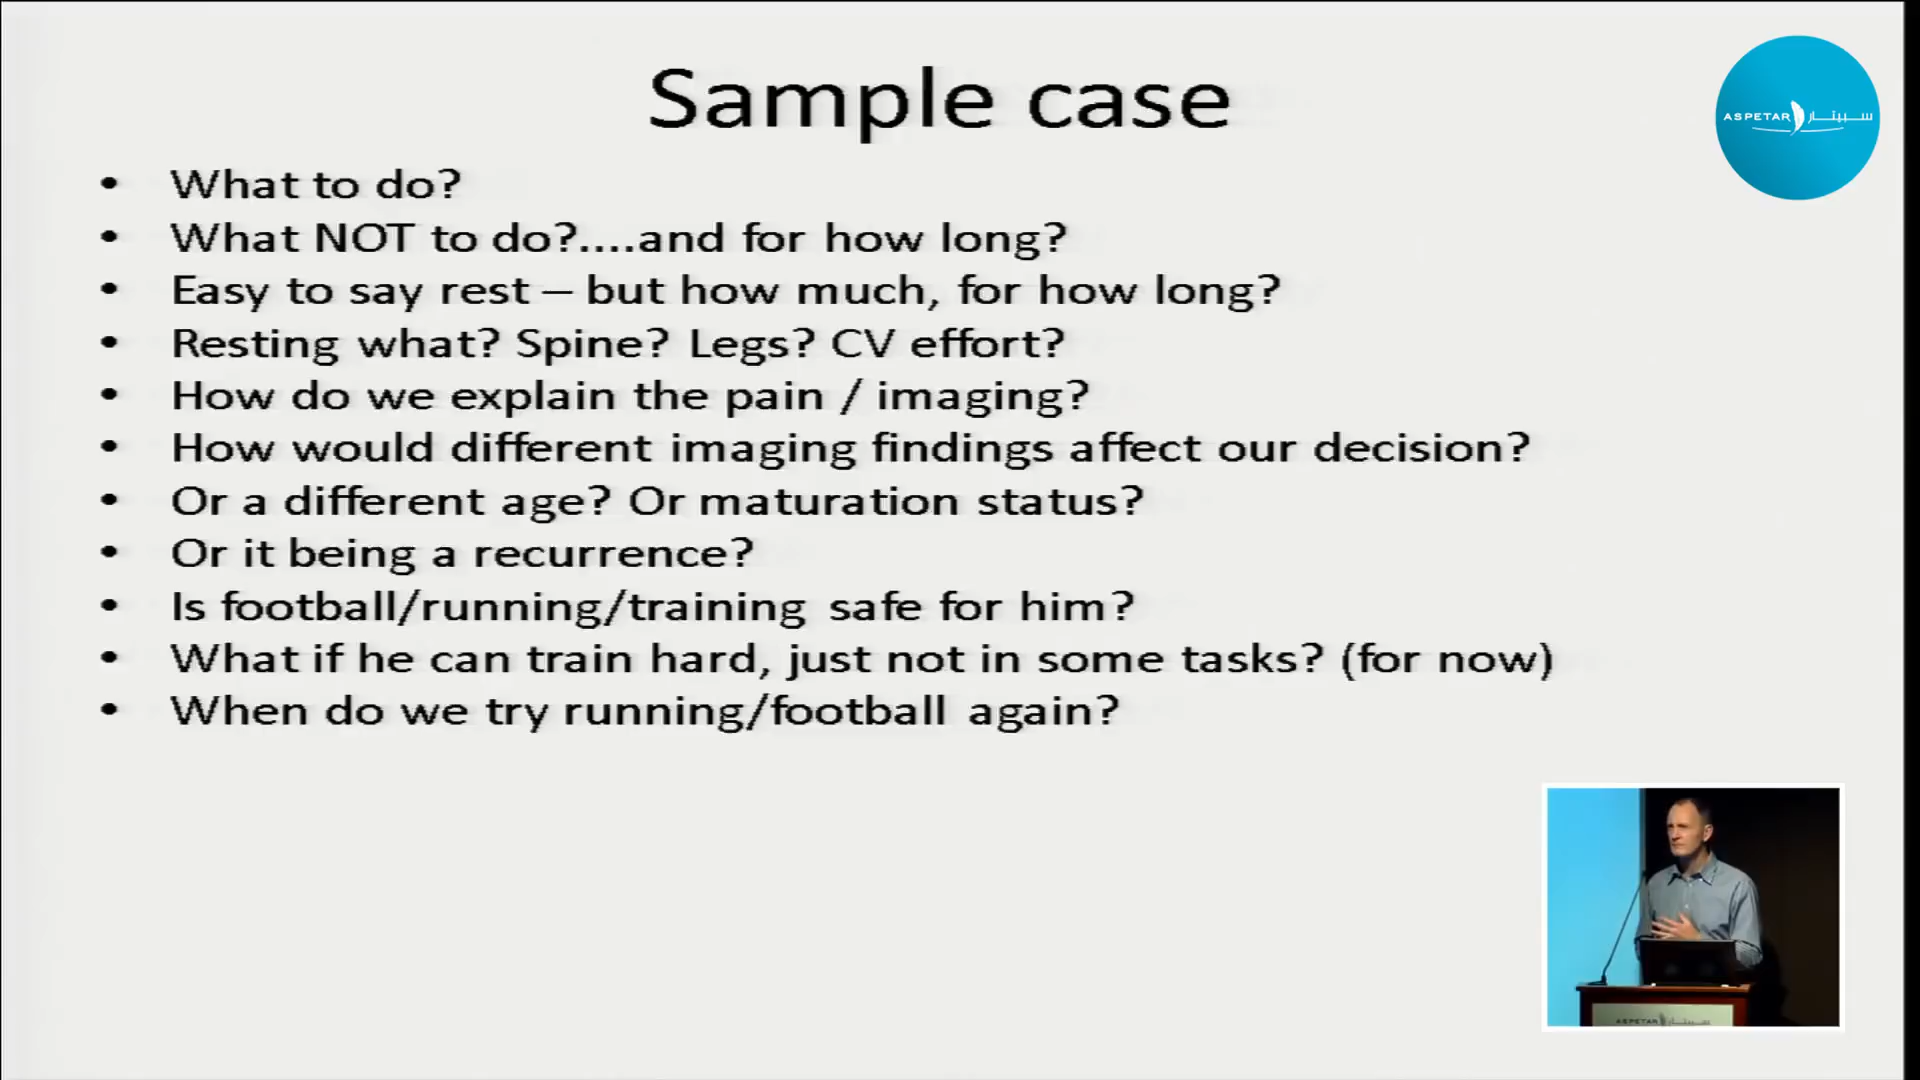 Sample case
ASPETAR سبيتار
• What to do?
• What NOT to do?....and for how long?
• Easy to say rest – but how much, for how long?
• Resting what? Spine? Legs? CV effort?
• How do we explain the pain / imaging?
• How would different imaging findings affect our decision?
• Or a different age? Or maturation status?
• Or it being a recurrence?
• Is football/running/training safe for him?
• What if he can train hard, just not in some tasks? (for now)
• When do we try running/football again?
ASPETAR سبيتار